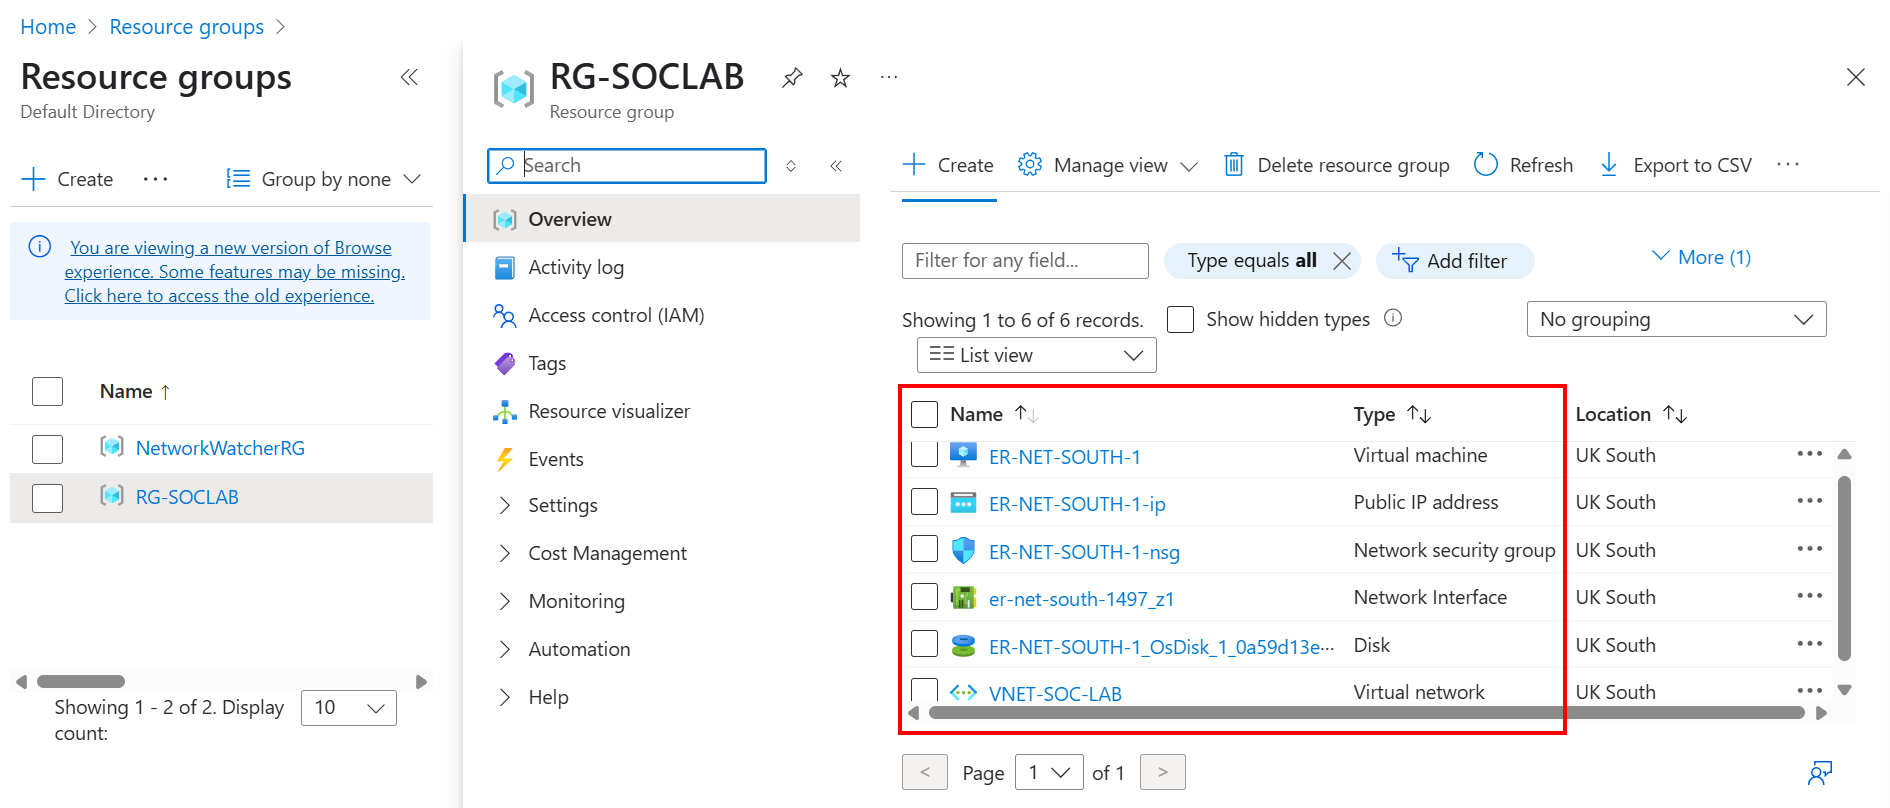 Home > Resource groups >
Resource groups
Default Directory
Create ···
Group by none
You are viewing a new version of Browse
experience. Some features may be missing.
Click here to access the old experience.
Name ↑
NetworkWatcherRG
RG-SOCLAB
Showing 1 - 2 of 2. Display
count:
10
RG-SOCLAB
Resource group
Search
Overview
Activity log
Access control (IAM)
Tags
Resource visualizer
Events
Settings
Cost Management
Monitoring
Automation
Help
Create Manage view Delete resource group Refresh Export to CSV ···
Filter for any field...
Type equals all
Add filter
More (1)
Showing 1 to 6 of 6 records.
Show hidden types
No grouping
List view
Name ↑↓ Type ↑↓ Location ↑↓
ER-NET-SOUTH-1 Virtual machine UK South ···
ER-NET-SOUTH-1-ip Public IP address UK South ···
ER-NET-SOUTH-1-nsg Network security group UK South ···
er-net-south-1497_z1 Network Interface UK South ···
ER-NET-SOUTH-1_OsDisk_1_0a59d13e··· Disk UK South ···
VNET-SOC-LAB Virtual network UK South ···
< Page 1 of 1 >